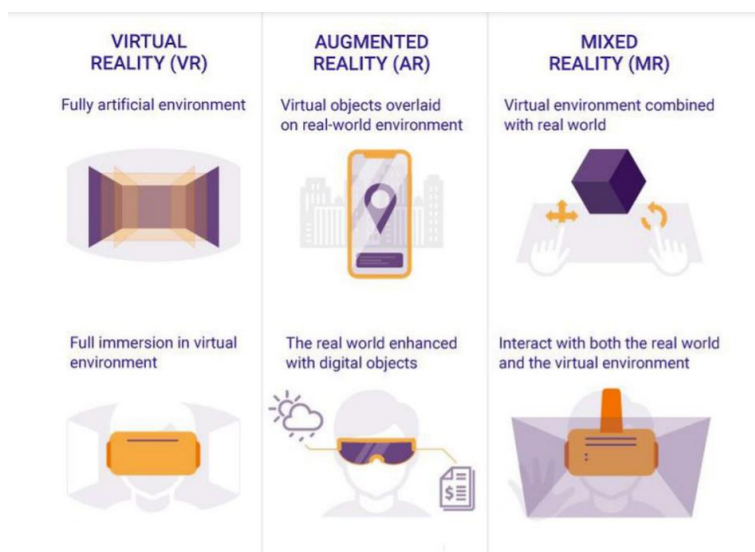 VIRTUAL
REALITY (VR)
Fully artificial environment
Full immersion in virtual
environment
AUGMENTED
REALITY (AR)
Virtual objects overlaid
on real-world environment
The real world enhanced
with digital objects
$
MIXED
REALITY (MR)
Virtual environment combined
with real world
Interact with both the real world
and the virtual environment